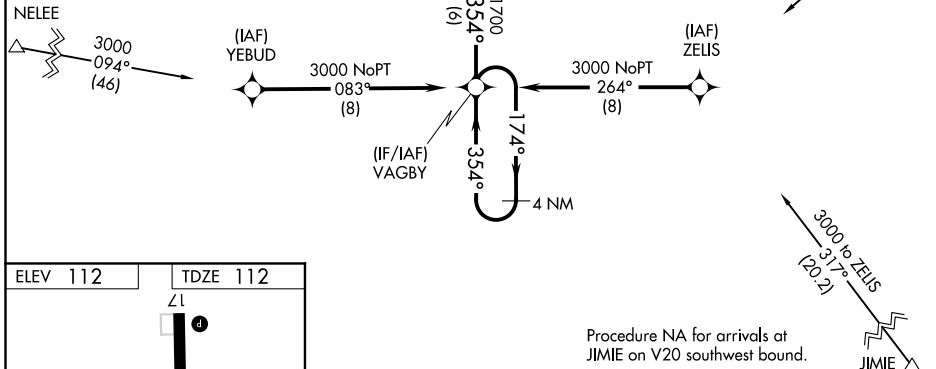 NELEE
3000
094°
(46)
(IAF)
YEBUD
3000 NoPT
083°
(8)
1700
354°
(6)
(IF/IAF)
VAGBY
174°
354°
4 NM
3000 NoPT
264°
(8)
(IAF)
ZELIS
3000 to ZELIS
317°
(20.2)
JIMIE
Procedure NA for arrivals at
JIMIE on V20 southwest bound.
ELEV 112
TDZE 112
17
P